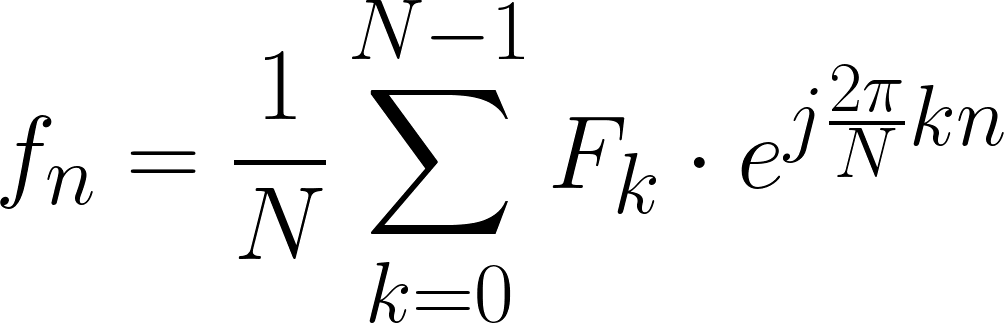 f_n = \frac{1}{N} \sum_{k=0}^{N-1} F_k \cdot e^{j\frac{2\pi}{N}kn}